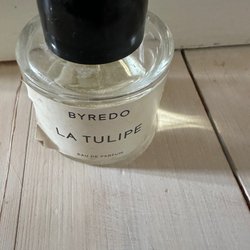 BYREDO
LA TULIPE
EAU DE PARFUM